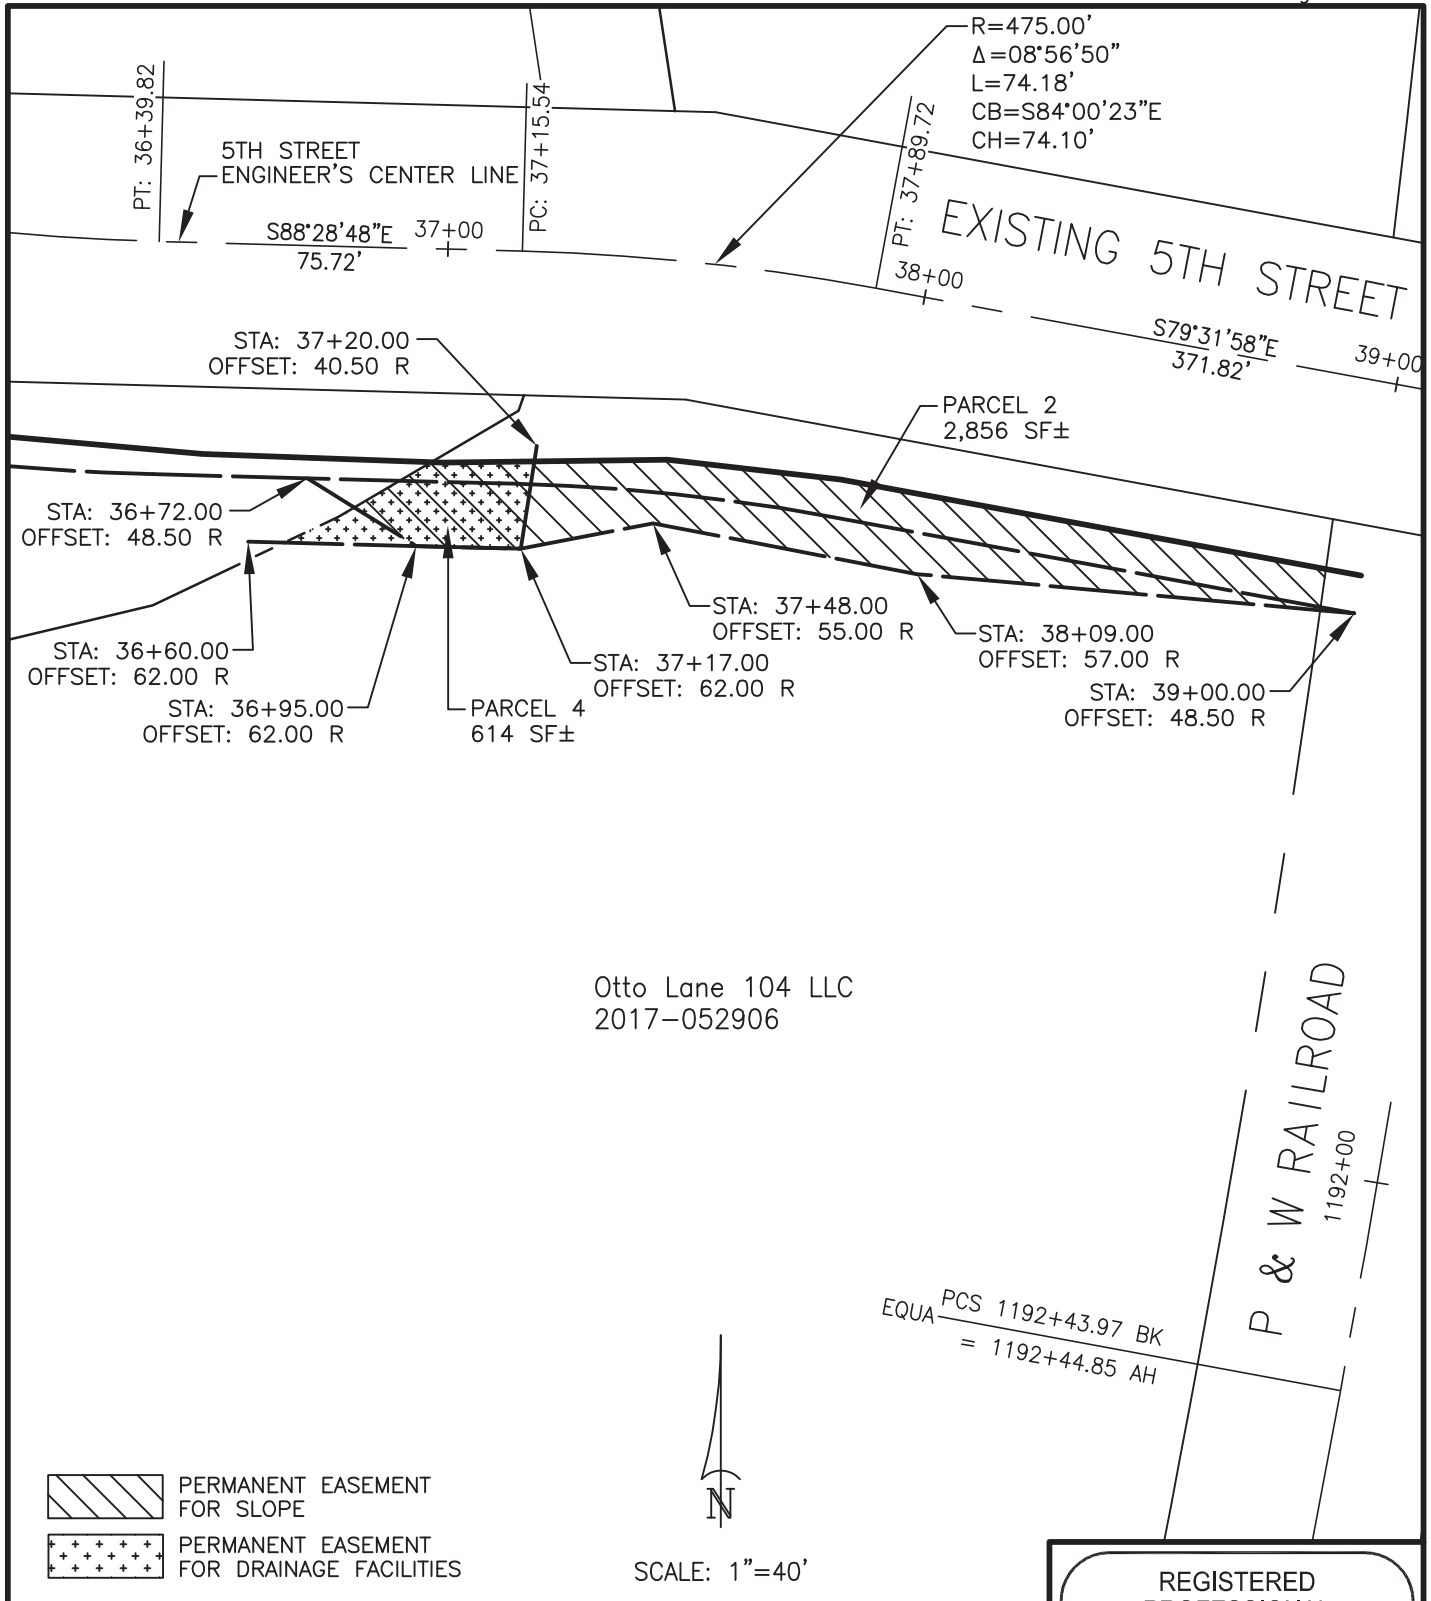 R=475.00'
Δ=08°56'50"
L=74.18'
CB=S84°00'23"E
CH=74.10'
PT: 36+39.82
PC: 37+15.54
PT: 37+89.72
5TH STREET
ENGINEER'S CENTER LINE
S88°28'48"E
75.72'
37+00
EXISTING 5TH STREET
38+00
S79°31'58"E
371.82'
39+00
STA: 37+20.00
OFFSET: 40.50 R
PARCEL 2
2,856 SF±
STA: 36+72.00
OFFSET: 48.50 R
STA: 37+48.00
OFFSET: 55.00 R
STA: 38+09.00
OFFSET: 57.00 R
STA: 36+60.00
OFFSET: 62.00 R
STA: 37+17.00
OFFSET: 62.00 R
STA: 39+00.00
OFFSET: 48.50 R
STA: 36+95.00
OFFSET: 62.00 R
PARCEL 4
614 SF±
Otto Lane 104 LLC
2017-052906
P & W RAILROAD
1192+00
EQUA
PCS 1192+43.97 BK
= 1192+44.85 AH
PERMANENT EASEMENT
FOR SLOPE
PERMANENT EASEMENT
FOR DRAINAGE FACILITIES
N
SCALE: 1"=40'
REGISTERED